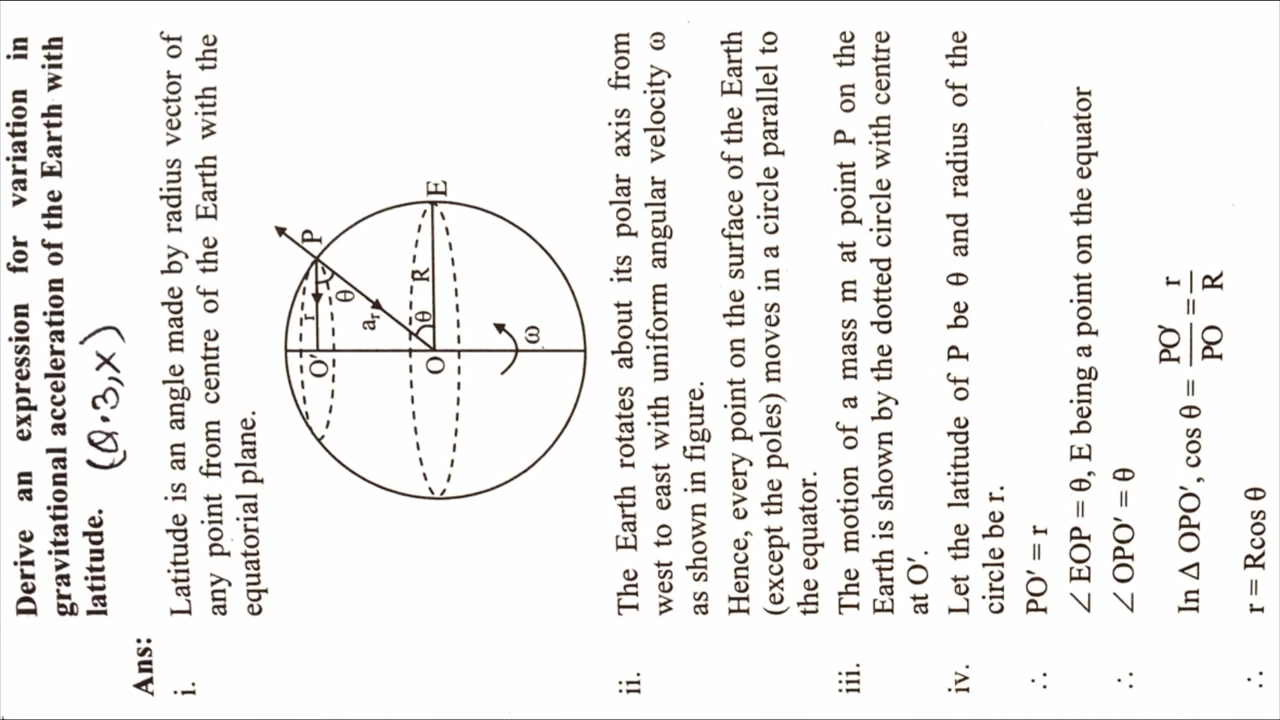 Derive an expression for variation in
gravitational acceleration of the Earth with
latitude. (Q.3,x)
Ans:
i. Latitude is an angle made by radius vector of
any point from centre of the Earth with the
equatorial plane.
P
O′ r
θ
a_r
θ R
O E
ω
ii. The Earth rotates about its polar axis from
west to east with uniform angular velocity ω
as shown in figure.
Hence, every point on the surface of the Earth
(except the poles) moves in a circle parallel to
the equator.
iii. The motion of a mass m at point P on the
Earth is shown by the dotted circle with centre
at O′.
iv. Let the latitude of P be θ and radius of the
circle be r.
∴ PO′ = r
∠ EOP = θ, E being a point on the equator
∴ ∠ OPO′ = θ
In Δ OPO′, cos θ = PO′/PO = r/R
∴ r = Rcos θ